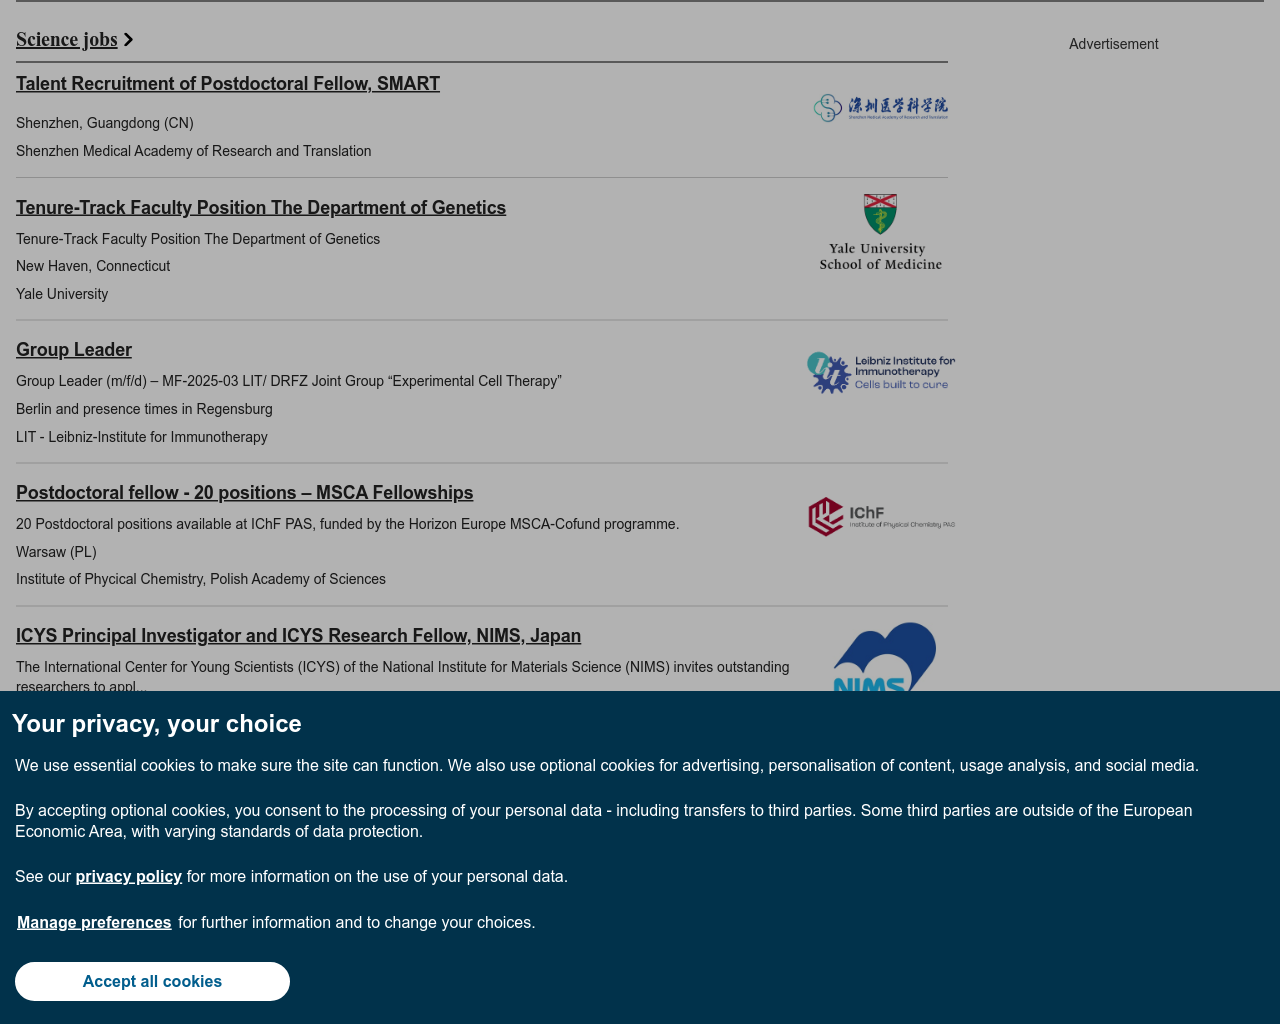 Science jobs
Advertisement
Talent Recruitment of Postdoctoral Fellow, SMART
Shenzhen, Guangdong (CN)
Shenzhen Medical Academy of Research and Translation
深圳医学科学院
Shenzhen Medical Academy of Research and Translation
Tenure-Track Faculty Position The Department of Genetics
Tenure-Track Faculty Position The Department of Genetics
New Haven, Connecticut
Yale University
Yale University
School of Medicine
Group Leader
Group Leader (m/f/d) – MF-2025-03 LIT/ DRFZ Joint Group “Experimental Cell Therapy”
Berlin and presence times in Regensburg
LIT - Leibniz-Institute for Immunotherapy
Leibniz Institute for
Immunotherapy
Cells built to cure
Postdoctoral fellow - 20 positions – MSCA Fellowships
20 Postdoctoral positions available at IChF PAS, funded by the Horizon Europe MSCA-Cofund programme.
Warsaw (PL)
Institute of Phycical Chemistry, Polish Academy of Sciences
IChF
Institute of Physical Chemistry PAS
ICYS Principal Investigator and ICYS Research Fellow, NIMS, Japan
The International Center for Young Scientists (ICYS) of the National Institute for Materials Science (NIMS) invites outstanding
researchers to appl...
NIMS
Your privacy, your choice
We use essential cookies to make sure the site can function. We also use optional cookies for advertising, personalisation of content, usage analysis, and social media.
By accepting optional cookies, you consent to the processing of your personal data - including transfers to third parties. Some third parties are outside of the European
Economic Area, with varying standards of data protection.
See our privacy policy for more information on the use of your personal data.
Manage preferences for further information and to change your choices.
Accept all cookies